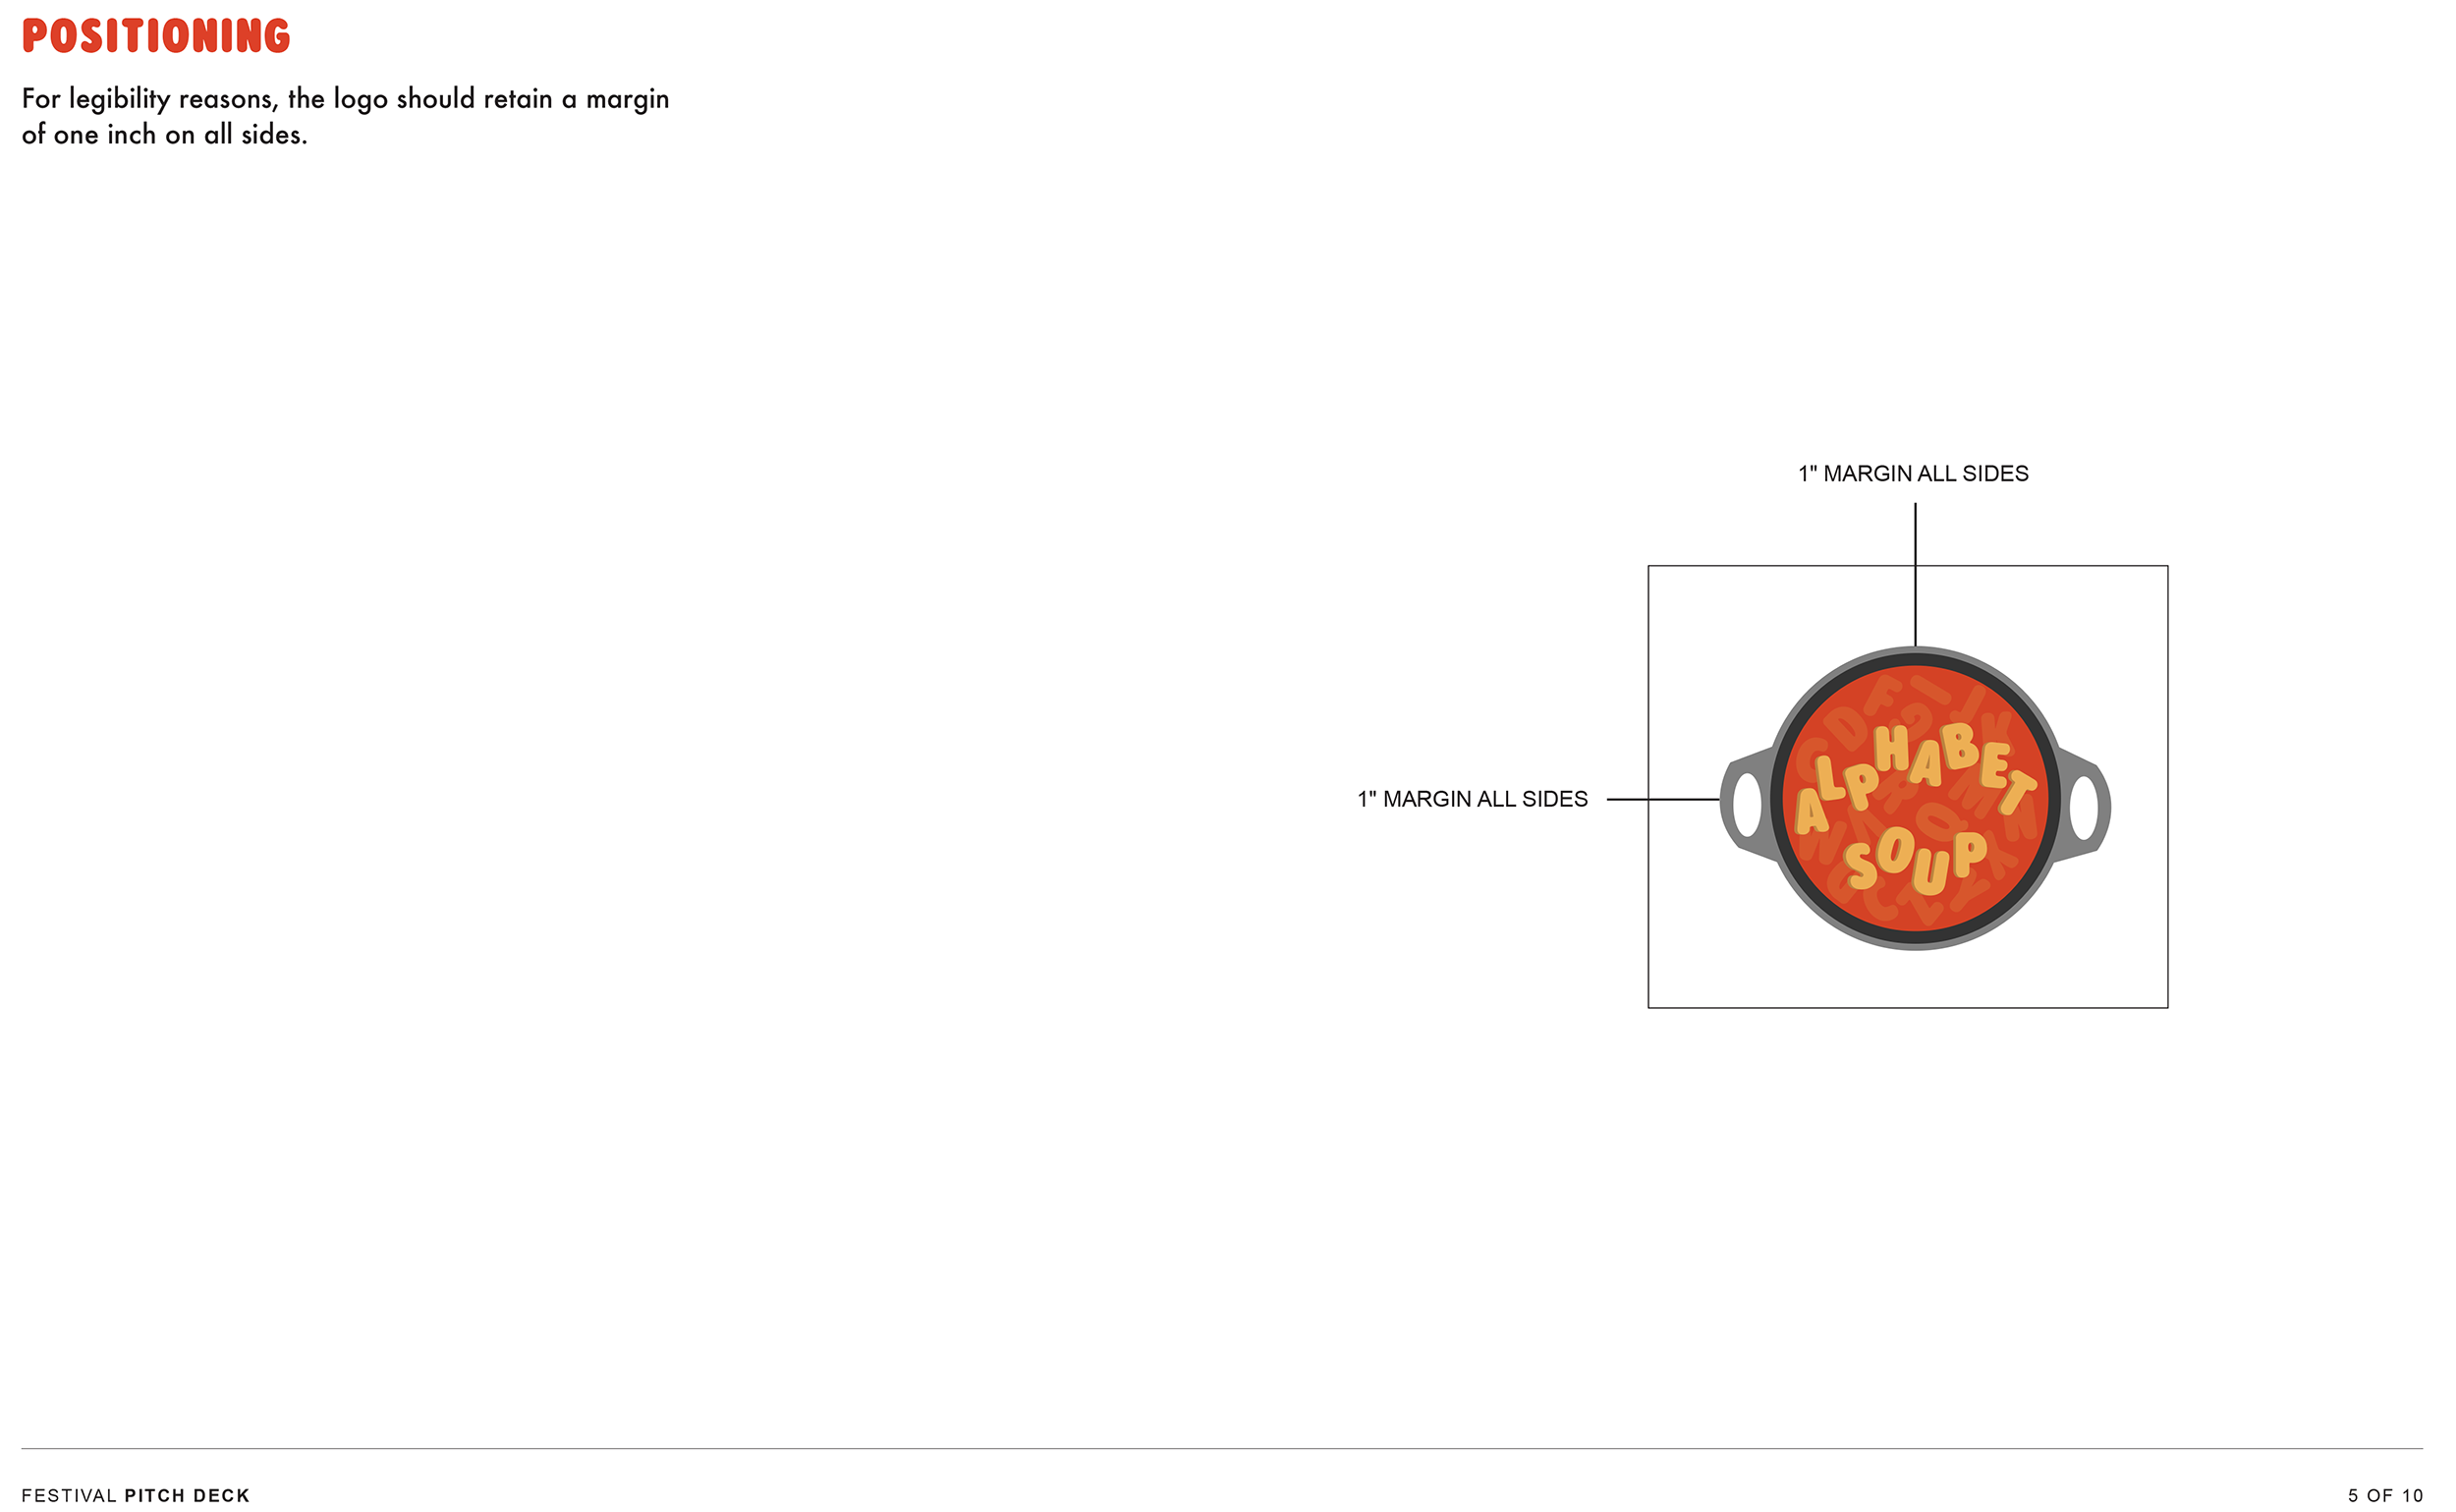 POSITIONING
For legibility reasons, the logo should retain a margin
of one inch on all sides.
1" MARGIN ALL SIDES
1" MARGIN ALL SIDES
ALPHABET
SOUP
FESTIVAL PITCH DECK
5 OF 10